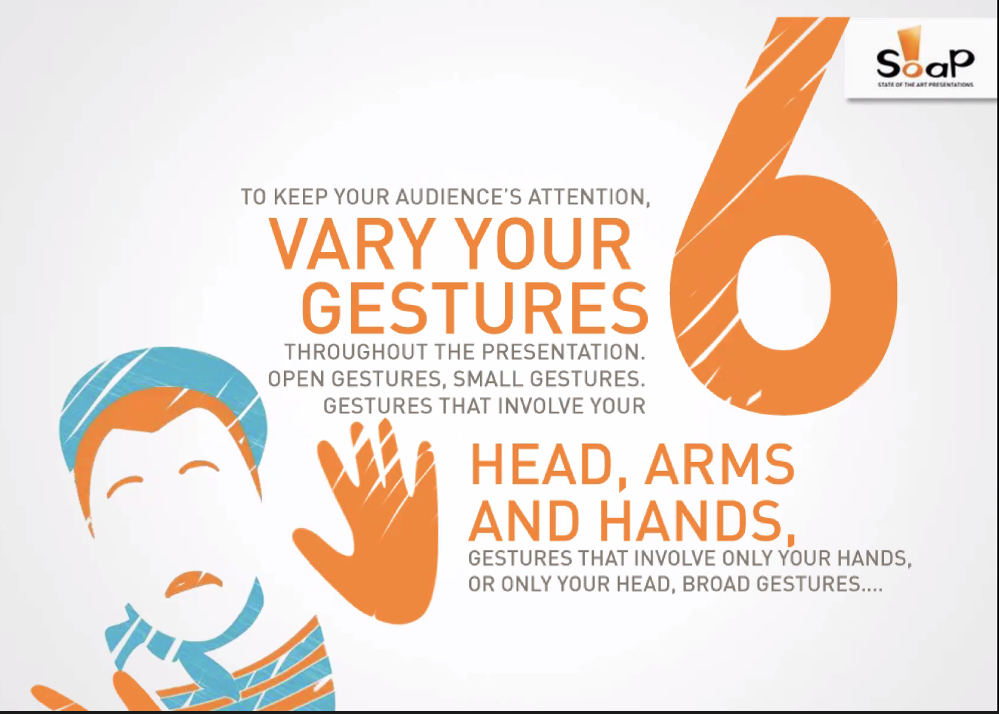 SoaP
STATE OF THE ART PRESENTATIONS
6
TO KEEP YOUR AUDIENCE'S ATTENTION,
VARY YOUR
GESTURES
THROUGHOUT THE PRESENTATION.
OPEN GESTURES, SMALL GESTURES.
GESTURES THAT INVOLVE YOUR
HEAD, ARMS
AND HANDS,
GESTURES THAT INVOLVE ONLY YOUR HANDS,
OR ONLY YOUR HEAD, BROAD GESTURES....